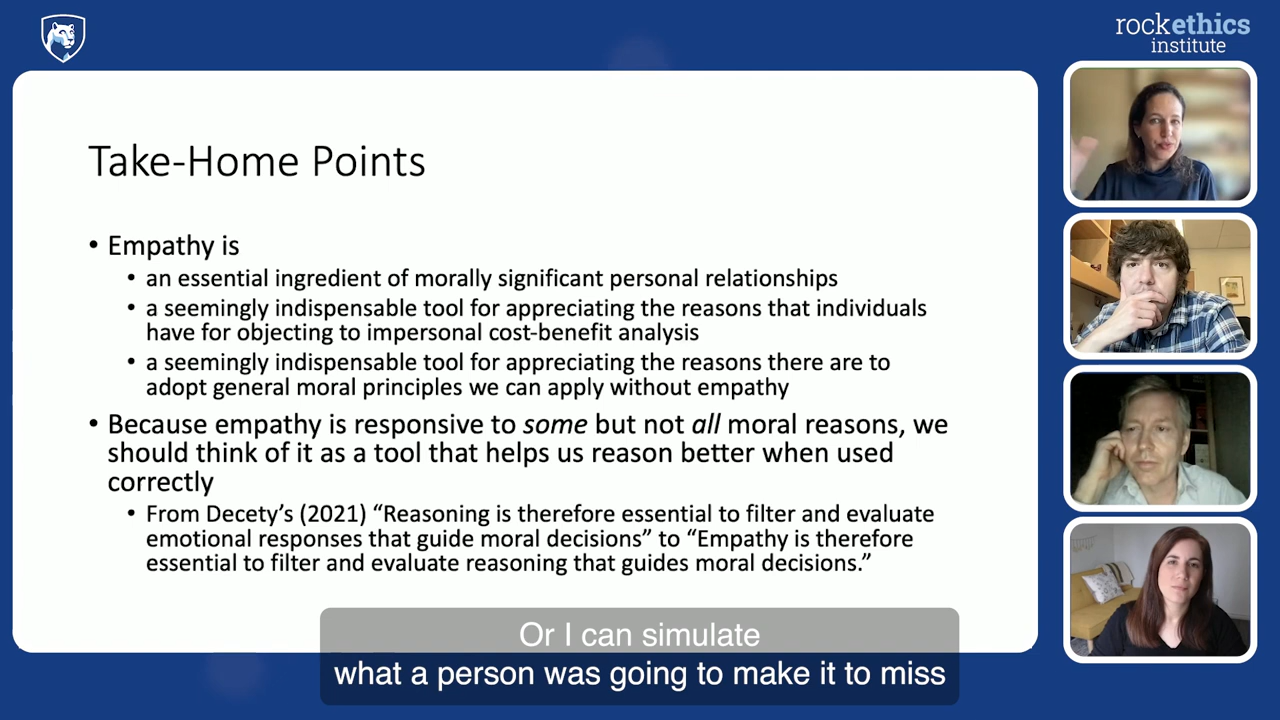 rockethics
institute
Take-Home Points
• Empathy is
• an essential ingredient of morally significant personal relationships
• a seemingly indispensable tool for appreciating the reasons that individuals
have for objecting to impersonal cost-benefit analysis
• a seemingly indispensable tool for appreciating the reasons there are to
adopt general moral principles we can apply without empathy
• Because empathy is responsive to some but not all moral reasons, we
should think of it as a tool that helps us reason better when used
correctly
• From Decety’s (2021) “Reasoning is therefore essential to filter and evaluate
emotional responses that guide moral decisions” to “Empathy is therefore
essential to filter and evaluate reasoning that guides moral decisions.”
Or I can simulate
what a person was going to make it to miss